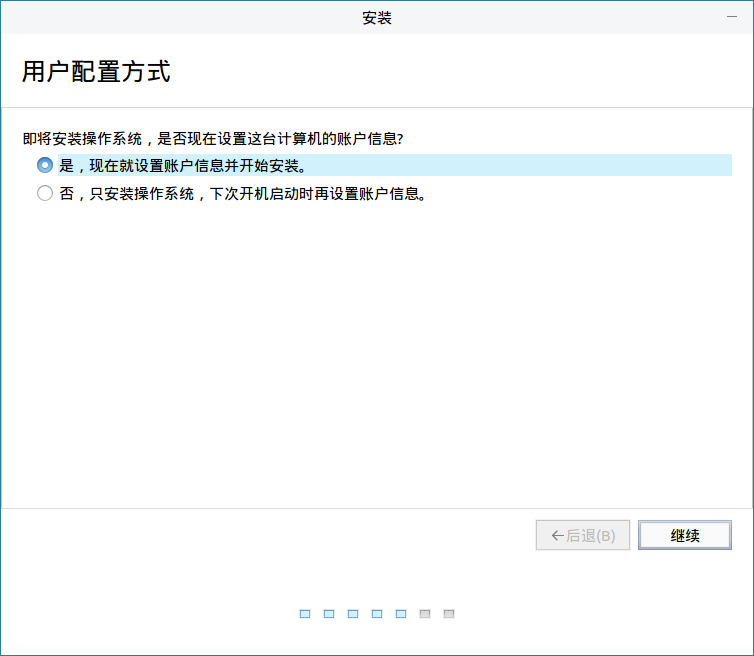 安装
用户配置方式
即将安装操作系统，是否现在设置这台计算机的账户信息?
是，现在就设置账户信息并开始安装。
否，只安装操作系统，下次开机启动时再设置账户信息。
←后退(B)
继续